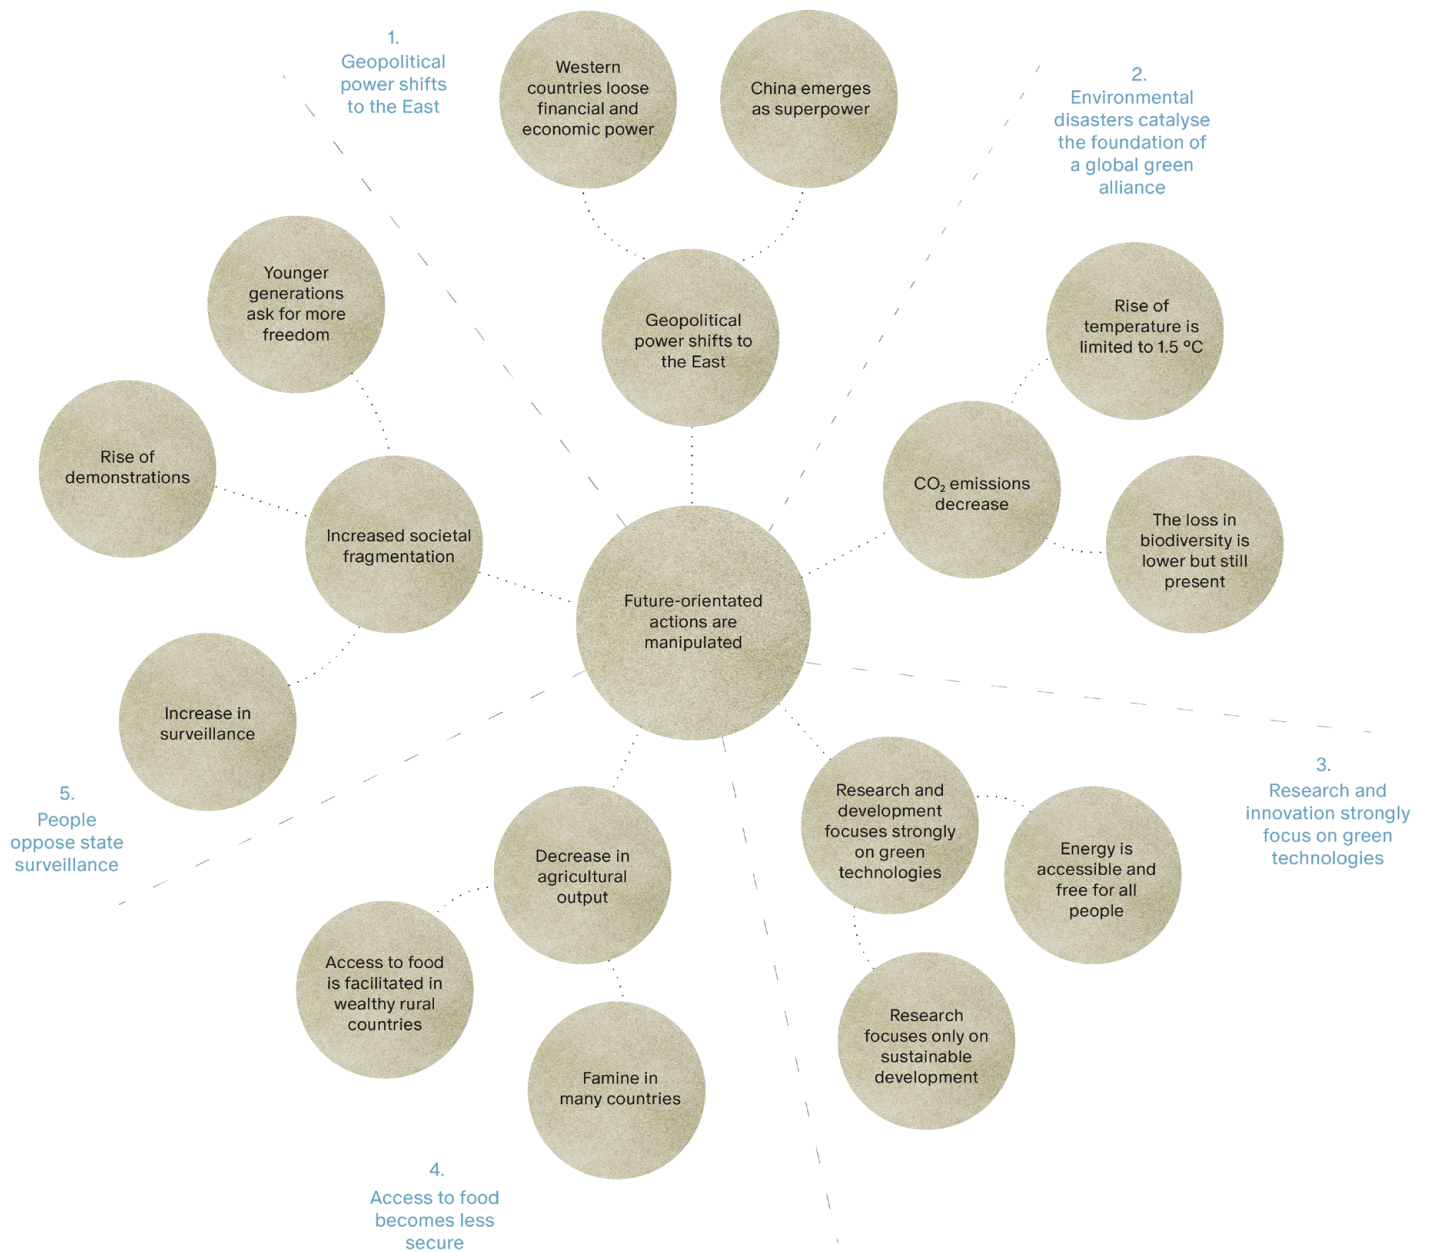 1.
Geopolitical
power shifts
to the East
Western
countries loose
financial and
economic power
China emerges
as superpower
Geopolitical
power shifts to
the East
2.
Environmental
disasters catalyse
the foundation of
a global green
alliance
Rise of
temperature is
limited to 1.5 °C
CO₂ emissions
decrease
The loss in
biodiversity is
lower but still
present
Future-orientated
actions are
manipulated
3.
Research and
innovation strongly
focus on green
technologies
Research and
development
focuses strongly
on green
technologies
Energy is
accessible and
free for all
people
Research
focuses only on
sustainable
development
Decrease in
agricultural
output
Access to food
is facilitated in
wealthy rural
countries
Famine in
many countries
4.
Access to food
becomes less
secure
Younger
generations
ask for more
freedom
Rise of
demonstrations
Increased societal
fragmentation
Increase in
surveillance
5.
People
oppose state
surveillance